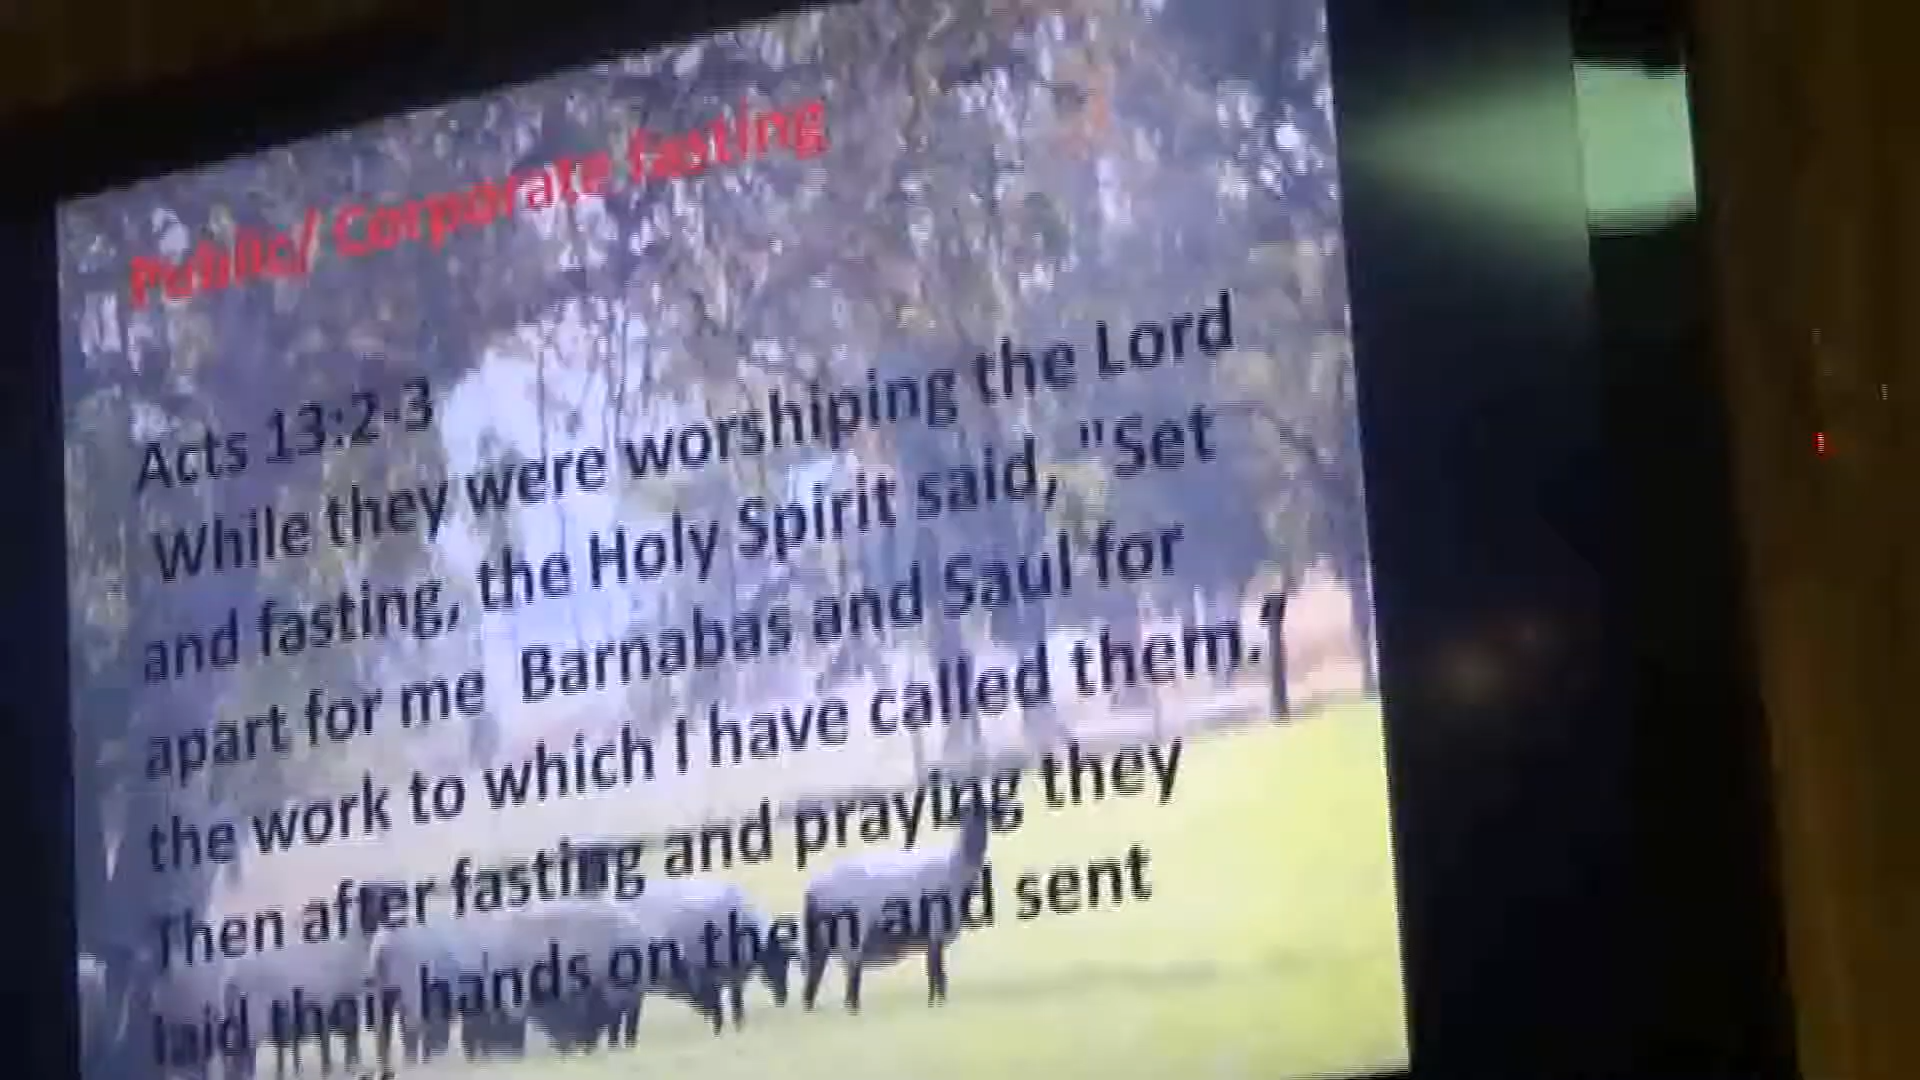 Public/ Corporate fasting
Acts 13:2-3
While they were worshiping the Lord
and fasting, the Holy Spirit said, "Set
apart for me Barnabas and Saul for
the work to which I have called them."
Then after fasting and praying they
laid their hands on them and sent